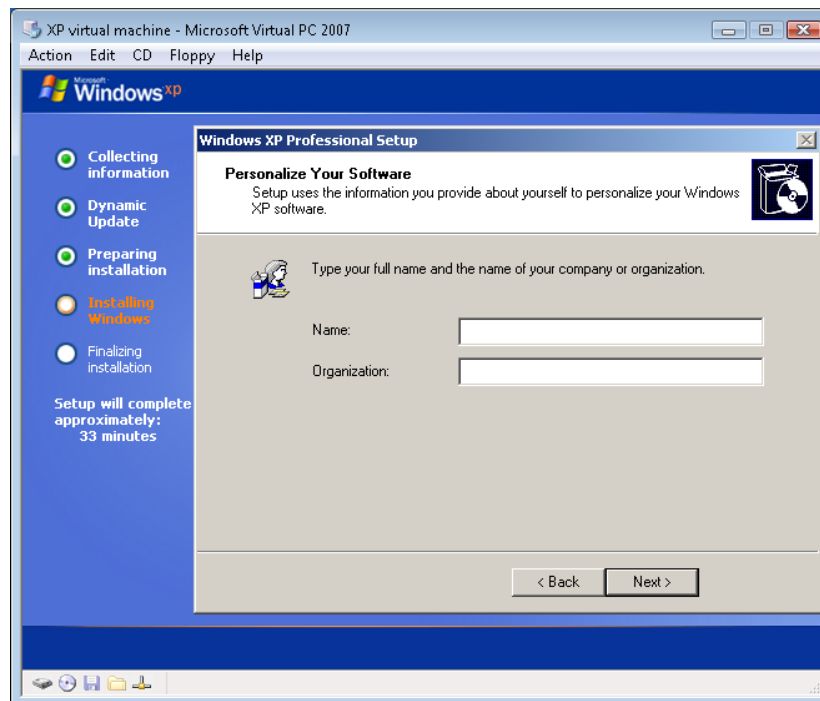 XP virtual machine - Microsoft Virtual PC 2007
Action Edit CD Floppy Help
Microsoft
Windows xp
Collecting
information
Dynamic
Update
Preparing
installation
Installing
Windows
Finalizing
installation
Setup will complete
approximately:
33 minutes
Windows XP Professional Setup
Personalize Your Software
Setup uses the information you provide about yourself to personalize your Windows
XP software.
Type your full name and the name of your company or organization.
Name:
Organization:
< Back
Next >